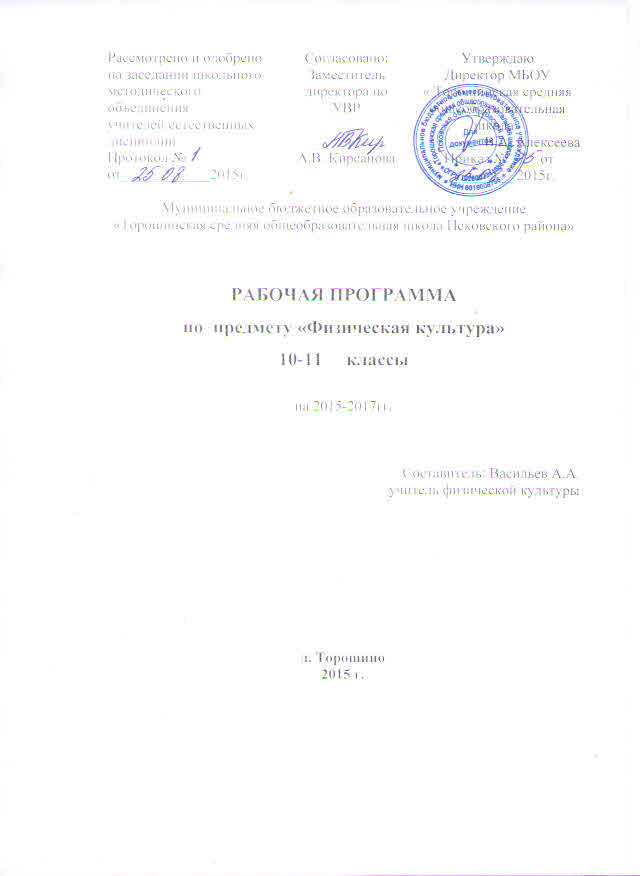 Рассмотрено и одобрено
на заседании школьного
методического
объединения
учителей естественных
дисциплин
Протокол № 1
от 25 08 2015г.
Согласовано:
Заместитель
директора по
УВР
А.В. Кирсанова
Утверждаю
Директор МБОУ
средняя
Алексеева
Приказ от
2015г.
Муниципальное бюджетное образовательное учреждение
«Торошинская средняя общеобразовательная школа Псковского района»
РАБОЧАЯ ПРОГРАММА
по предмету «Физическая культура»
10-11 классы
на 2015-2017гг.
Составитель: Васильев А.А.
учитель физической культуры
д. Торошино
2015 г.